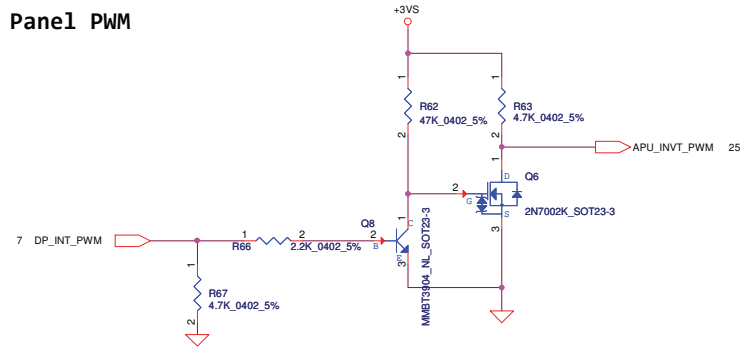 Panel PWM
+3VS
1
1
R62
47K_0402_5%
R63
4.7K_0402_5%
2
2
APU_INVT_PWM 25
1
D
Q6
2
G
S
2N7002K_SOT23-3
3
Q8
1
C
7 DP_INT_PWM
1
R66
2
2.2K_0402_5%
2
B
E
3
MMBT3904_NL_SOT23-3
1
R67
4.7K_0402_5%
2